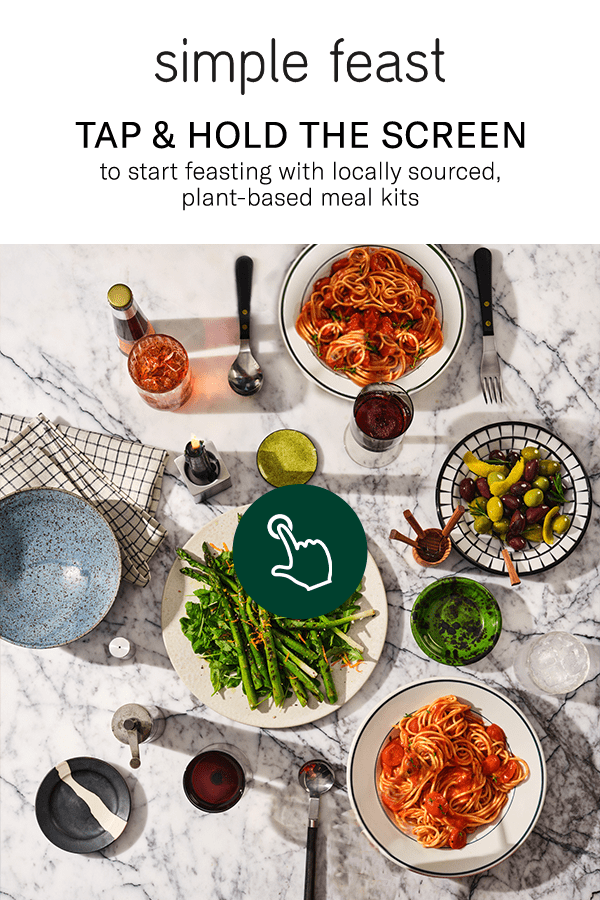 simple feast
TAP & HOLD THE SCREEN
to start feasting with locally sourced,
plant-based meal kits